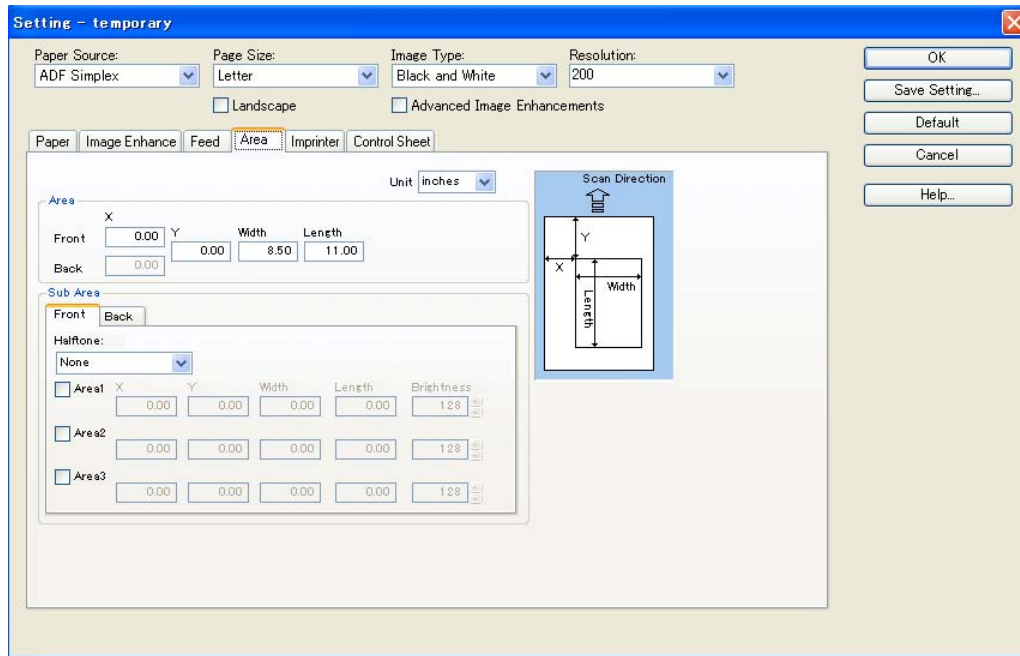 Setting - temporary
Paper Source: Page Size: Image Type: Resolution:
ADF Simplex Letter Black and White 200
Landscape Advanced Image Enhancements
OK
Save Setting...
Default
Cancel
Help...
Paper Image Enhance Feed Area Imprinter Control Sheet
Unit inches
Area
X Y Width Length
Front 0.00 0.00 8.50 11.00
Back 0.00
Scan Direction
Y
X
Width
Length
Sub Area
Front Back
Halftone:
None
Area1 X Y Width Length Brightness
0.00 0.00 0.00 0.00 128
Area2
0.00 0.00 0.00 0.00 128
Area3
0.00 0.00 0.00 0.00 128